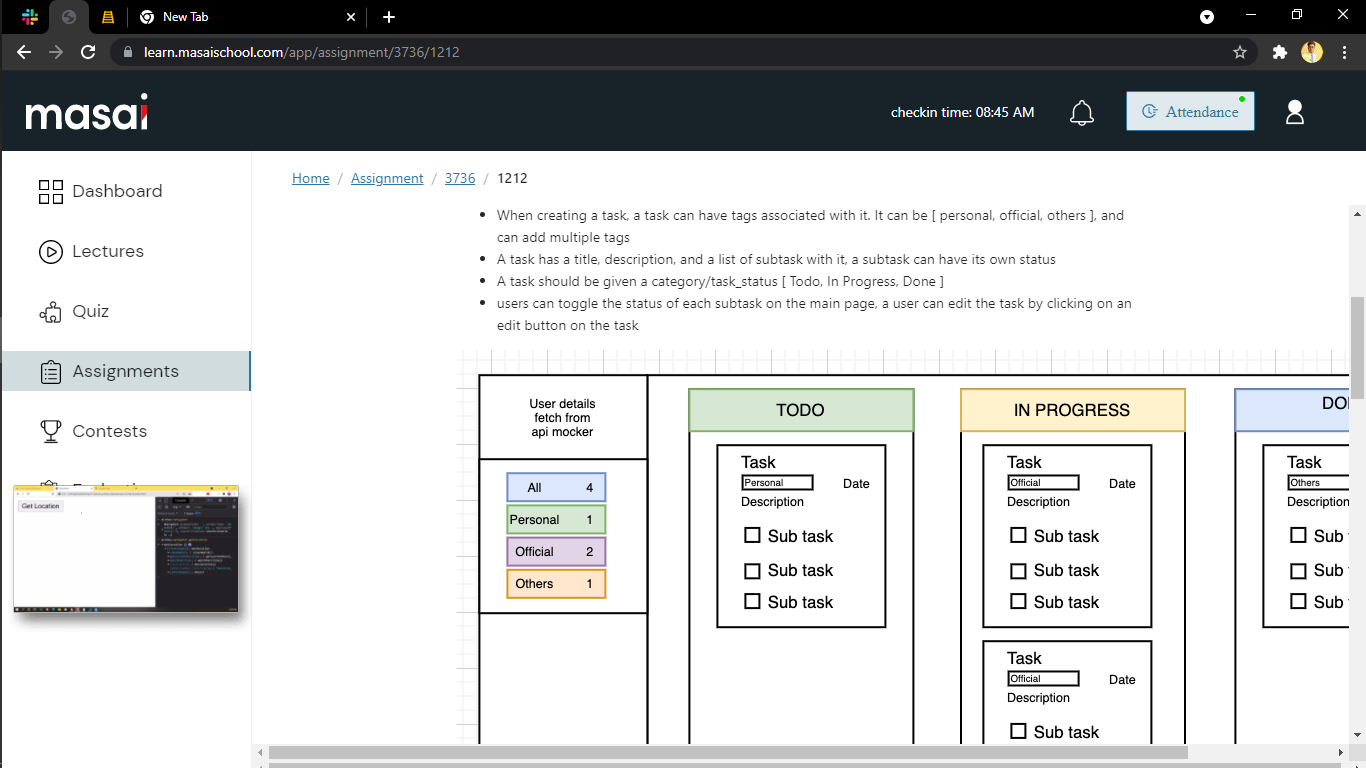 New Tab
learn.masaischool.com/app/assignment/3736/1212
masai
checkin time: 08:45 AM
Attendance
Dashboard
Lectures
Quiz
Assignments
Contests
Get Location
Home / Assignment / 3736 / 1212
When creating a task, a task can have tags associated with it. It can be [ personal, official, others ], and
can add multiple tags
A task has a title, description, and a list of subtask with it, a subtask can have its own status
A task should be given a category/task_status [ Todo, In Progress, Done ]
users can toggle the status of each subtask on the main page, a user can edit the task by clicking on an
edit button on the task
User details
fetch from
api mocker
All 4
Personal 1
Official 2
Others 1
TODO
Task
Personal
Date
Description
Sub task
Sub task
Sub task
IN PROGRESS
Task
Official
Date
Description
Sub task
Sub task
Sub task
Task
Official
Date
Description
Sub task
DO
Task
Others
Description
Sub
Sub
Sub